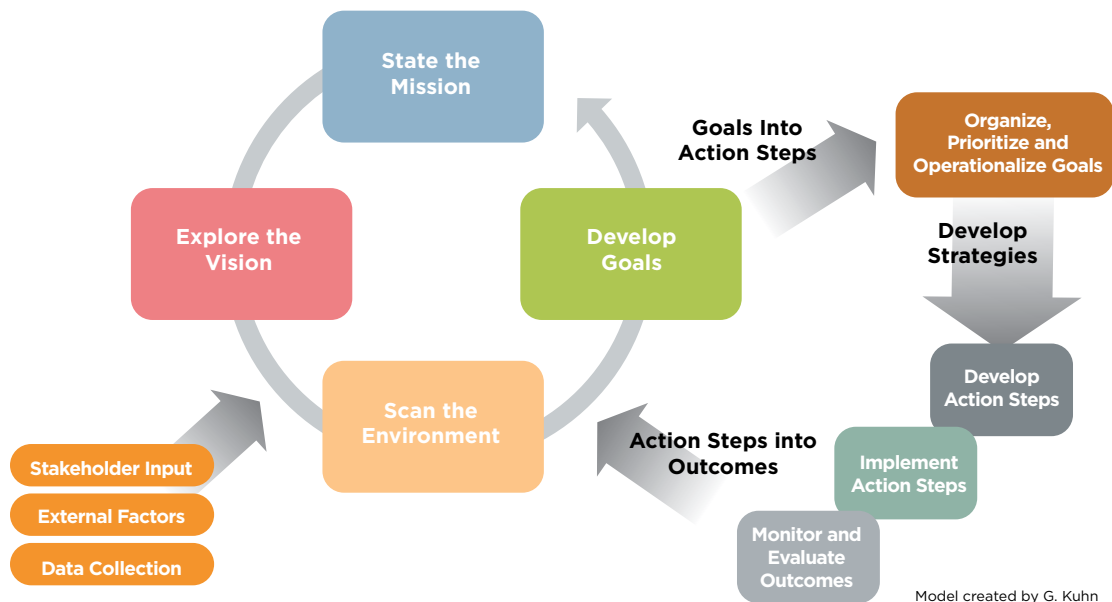 State the
Mission
Explore the
Vision
Develop
Goals
Scan the
Environment
Goals Into
Action Steps
Organize,
Prioritize and
Operationalize Goals
Develop
Strategies
Develop
Action Steps
Implement
Action Steps
Monitor and
Evaluate
Outcomes
Action Steps into
Outcomes
Stakeholder Input
External Factors
Data Collection
Model created by G. Kuhn